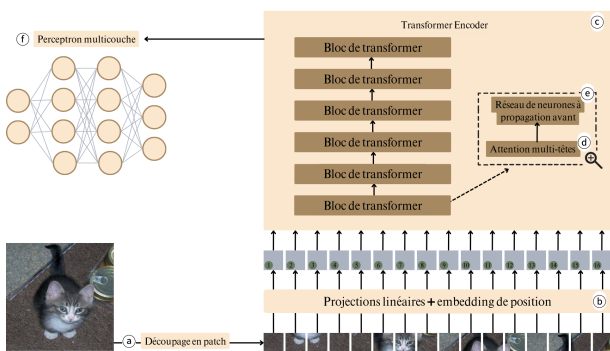 Transformer Encoder
c
f
Perceptron multicouche
Bloc de transformer
Bloc de transformer
Bloc de transformer
Bloc de transformer
Bloc de transformer
Bloc de transformer
e
Réseau de neurones à
propagation avant
d
Attention multi-têtes
1 2 3 4 5 6 7 8 9 10 11 12 13 14 15 16
Projections linéaires + embedding de position
b
a
Découpage en patch